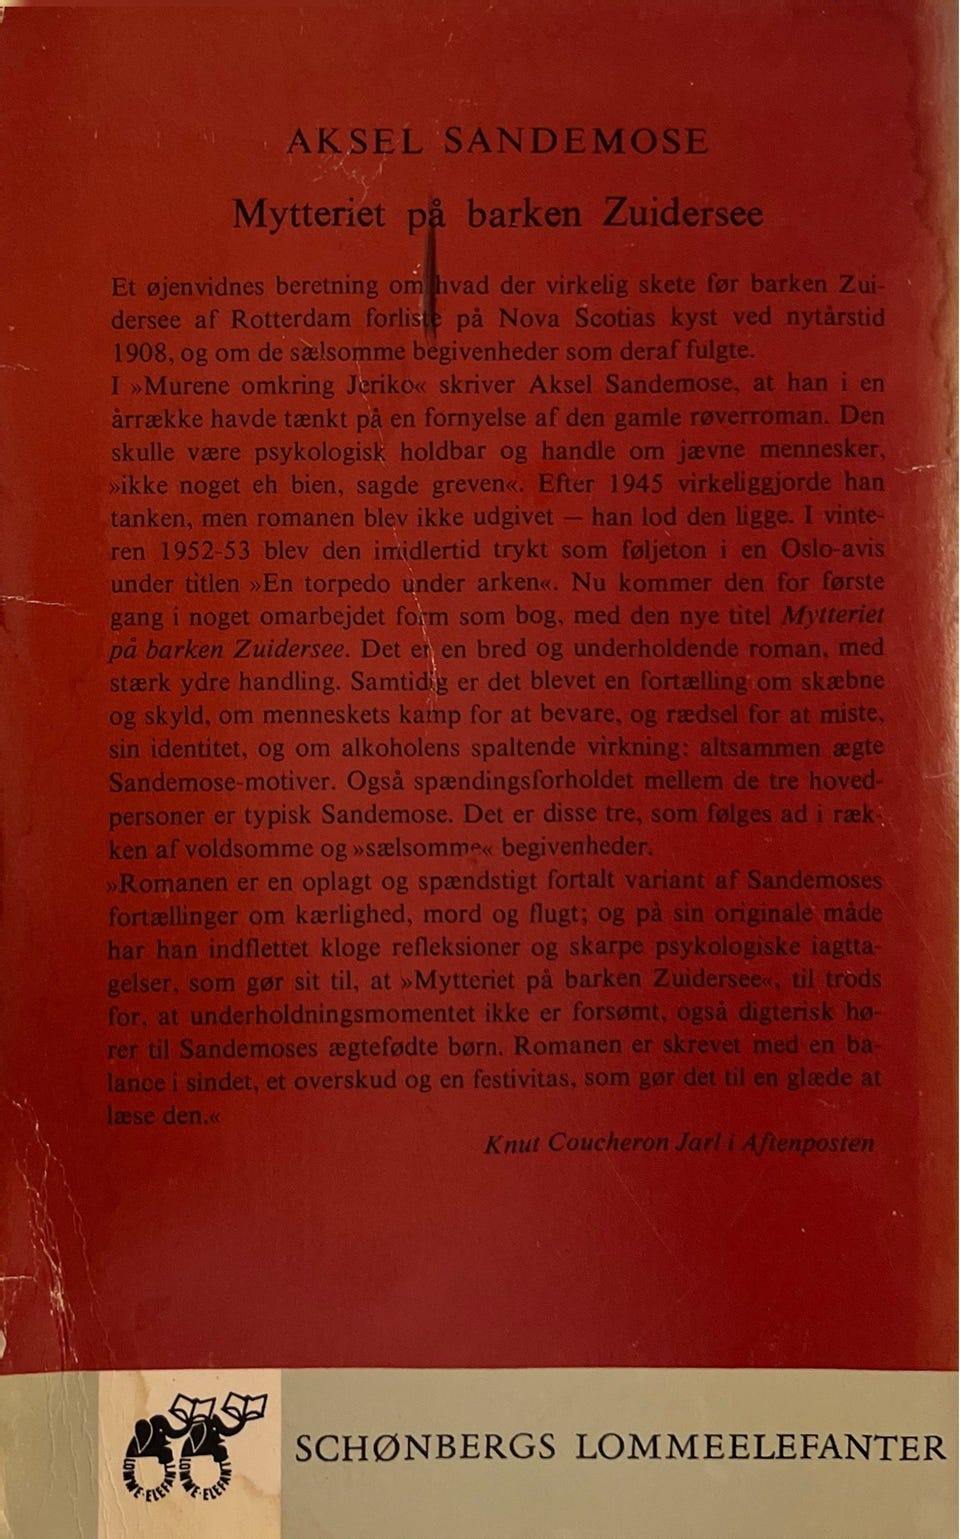 AKSEL SANDEMOSE
Mytteriet på barken Zuidersee
Et øjenvidnes beretning om hvad der virkelig skete før barken Zui-
dersee af Rotterdam forliste på Nova Scotias kyst ved nytårstid
1908, og om de sælsomme begivenheder som deraf fulgte.
I »Murene omkring Jeriko« skriver Aksel Sandemose, at han i en
årrække havde tænkt på en fornyelse af den gamle røverroman. Den
skulle være psykologisk holdbar og handle om jævne mennesker,
»ikke noget eh bien, sagde greven«. Efter 1945 virkeliggjorde han
tanken, men romanen blev ikke udgivet — han lod den ligge. I vinte-
ren 1952-53 blev den imidlertid trykt som føljeton i en Oslo-avis
under titlen »En torpedo under arken«. Nu kommer den for første
gang i noget omarbejdet form som bog, med den nye titel Mytteriet
på barken Zuidersee. Det er en bred og underholdende roman, med
stærk ydre handling. Samtidig er det blevet en fortælling om skæbne
og skyld, om menneskets kamp for at bevare, og rædsel for at miste,
sin identitet, og om alkoholens spaltende virkning: altsammen ægte
Sandemose-motiver. Også spændingsforholdet mellem de tre hoved-
personer er typisk Sandemose. Det er disse tre, som følges ad i ræk-
ken af voldsomme og »sælsomme« begivenheder.
»Romanen er en oplagt og spændstigt fortalt variant af Sandemoses
fortællinger om kærlighed, mord og flugt; og på sin originale måde
har han indflettet kloge refleksioner og skarpe psykologiske iagtta-
gelser, som gør sit til, at »Mytteriet på barken Zuidersee«, til trods
for, at underholdningsmomentet ikke er forsømt, også digterisk hø-
rer til Sandemoses ægtefødte børn. Romanen er skrevet med en ba-
lance i sindet, et overskud og en festivitas, som gør det til en glæde at
læse den.«
Knut Coucheron Jarl i Aftenposten
LOMME-ELEFANT
LOMME-ELEFANT
SCHØNBERGS LOMMEELEFANTER